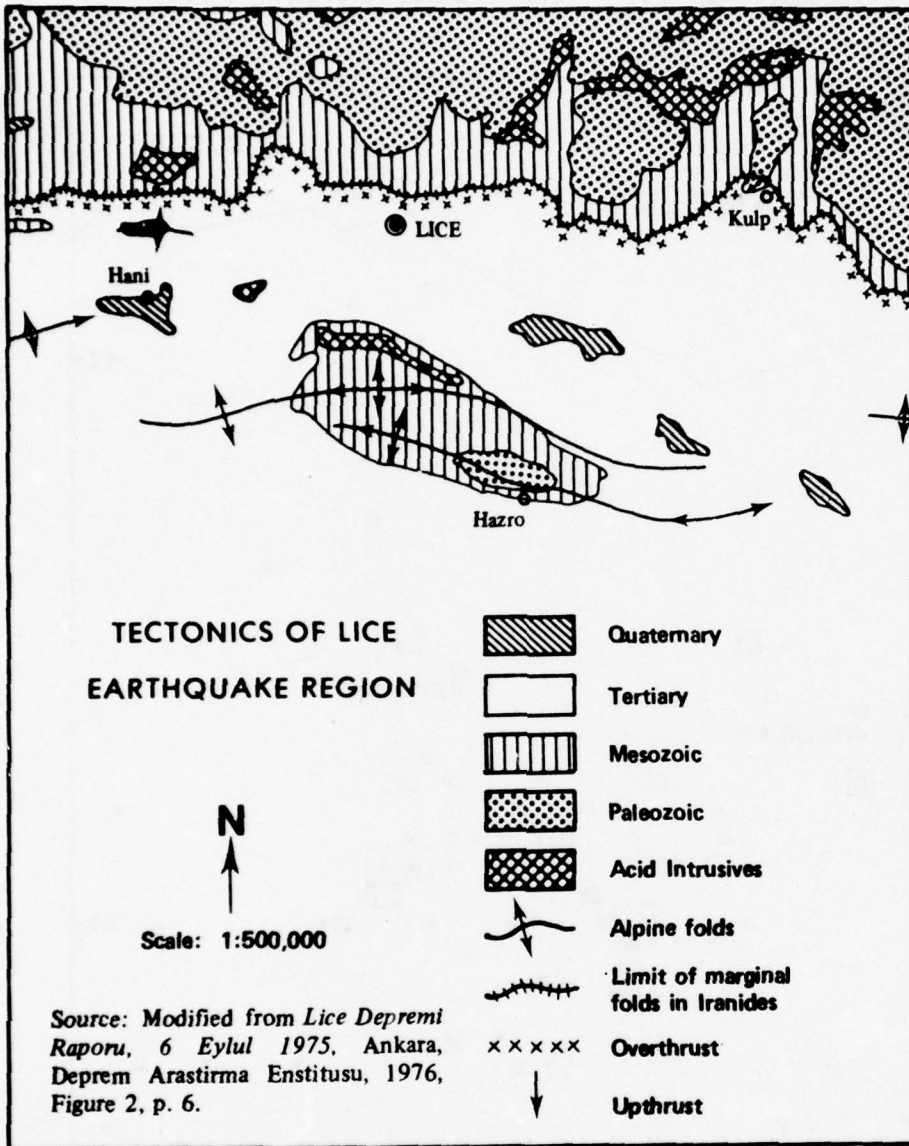 LICE
Kulp
Hani
Hazro
TECTONICS OF LICE
EARTHQUAKE REGION
N
Scale: 1:500,000
Source: Modified from Lice Depremi
Raporu, 6 Eylul 1975, Ankara,
Deprem Arastirma Enstitusu, 1976,
Figure 2, p. 6.
Quaternary
Tertiary
Mesozoic
Paleozoic
Acid Intrusives
Alpine folds
Limit of marginal
folds in Iranides
Overthrust
Upthrust